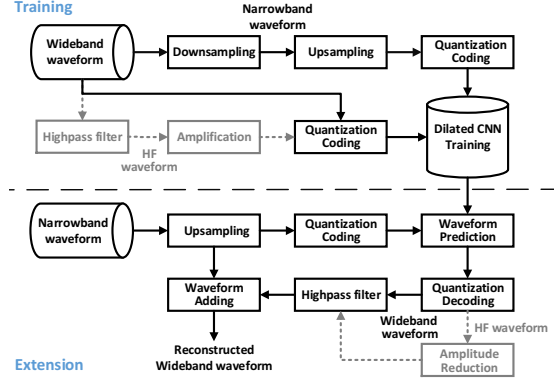 Training
Narrowband
waveform
Wideband
waveform
Downsampling
Upsampling
Quantization
Coding
Highpass filter
HF
waveform
Amplification
Quantization
Coding
Dilated CNN
Training
Narrowband
waveform
Upsampling
Quantization
Coding
Waveform
Prediction
Waveform
Adding
Highpass filter
Quantization
Decoding
Wideband
waveform
HF waveform
Reconstructed
Wideband waveform
Amplitude
Reduction
Extension